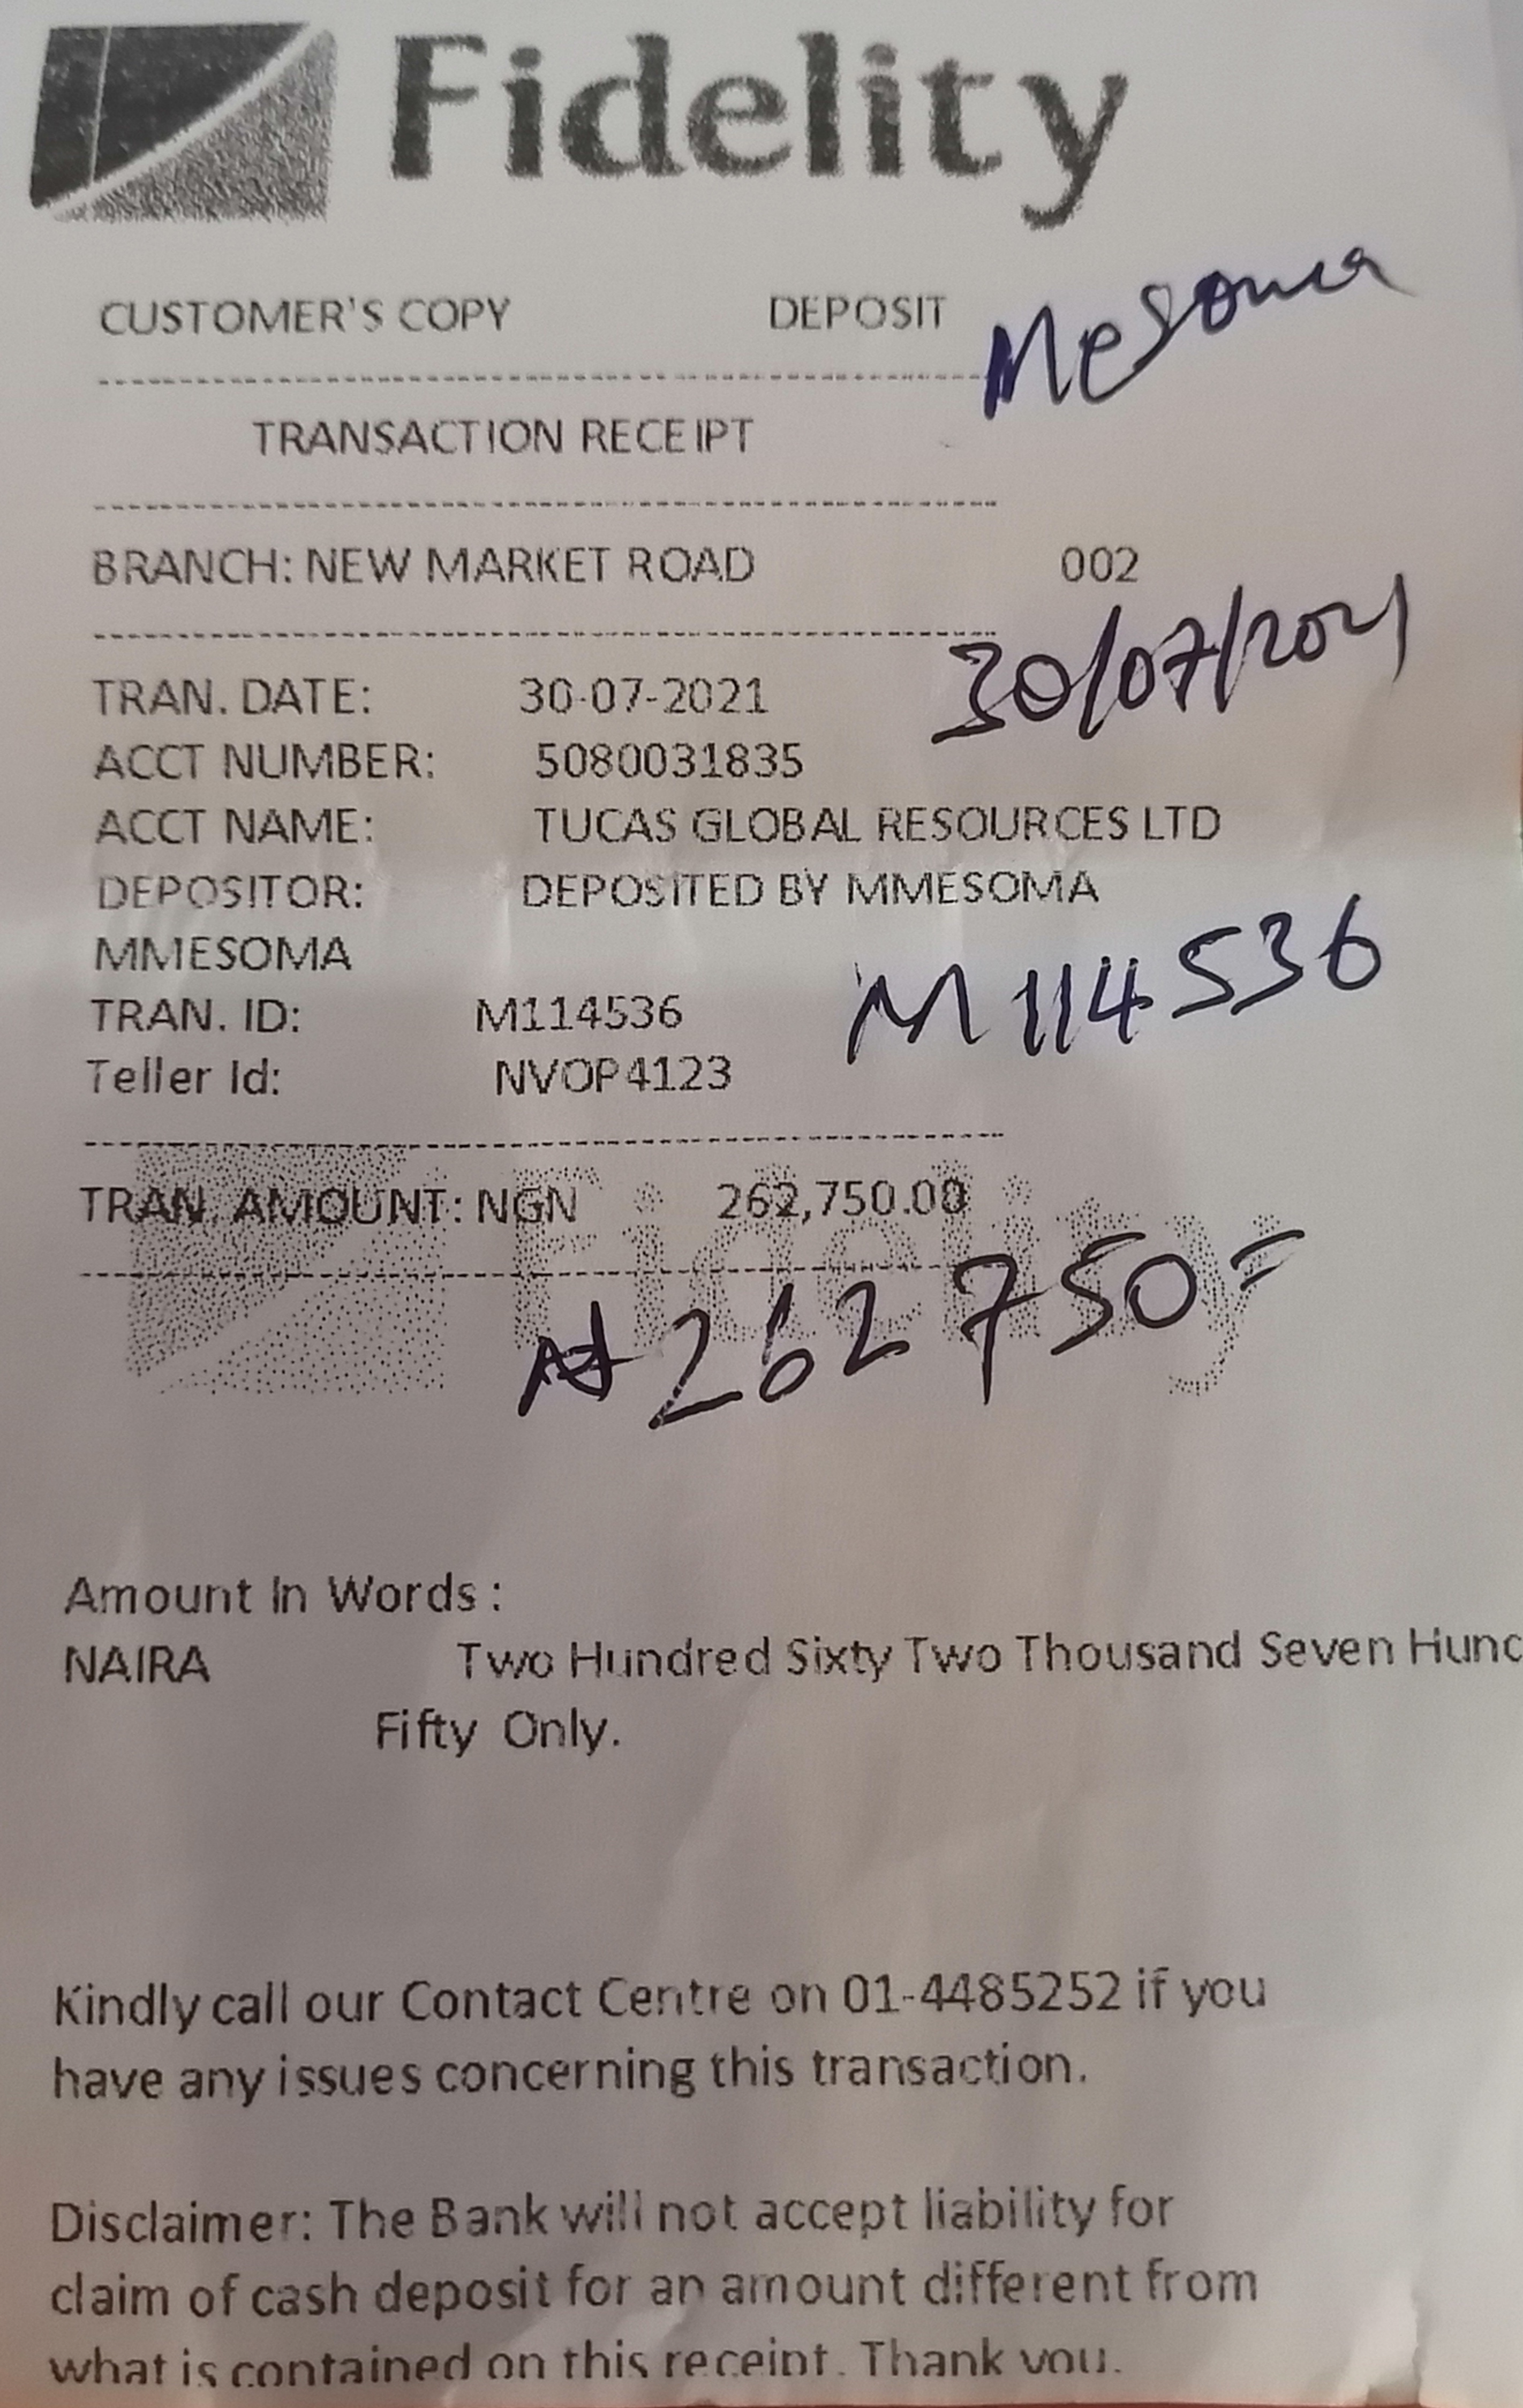 Fidelity
CUSTOMER'S COPY DEPOSIT
Mesoma
TRANSACTION RECEIPT
BRANCH: NEW MARKET ROAD 002
30/07/2021
TRAN. DATE: 30-07-2021
ACCT NUMBER: 5080031835
ACCT NAME: TUCAS GLOBAL RESOURCES LTD
DEPOSITOR: DEPOSITED BY MMESOMA
MMESOMA
M114536
TRAN. ID: M114536
Teller Id: NVOP4123
TRAN. AMOUNT: NGN 262,750.00
Fidelity
₦262750=
Amount In Words :
NAIRA Two Hundred Sixty Two Thousand Seven Hunc
Fifty Only.
Kindly call our Contact Centre on 01-4485252 if you
have any issues concerning this transaction.
Disclaimer: The Bank will not accept liability for
claim of cash deposit for an amount different from
what is contained on this receipt. Thank you.